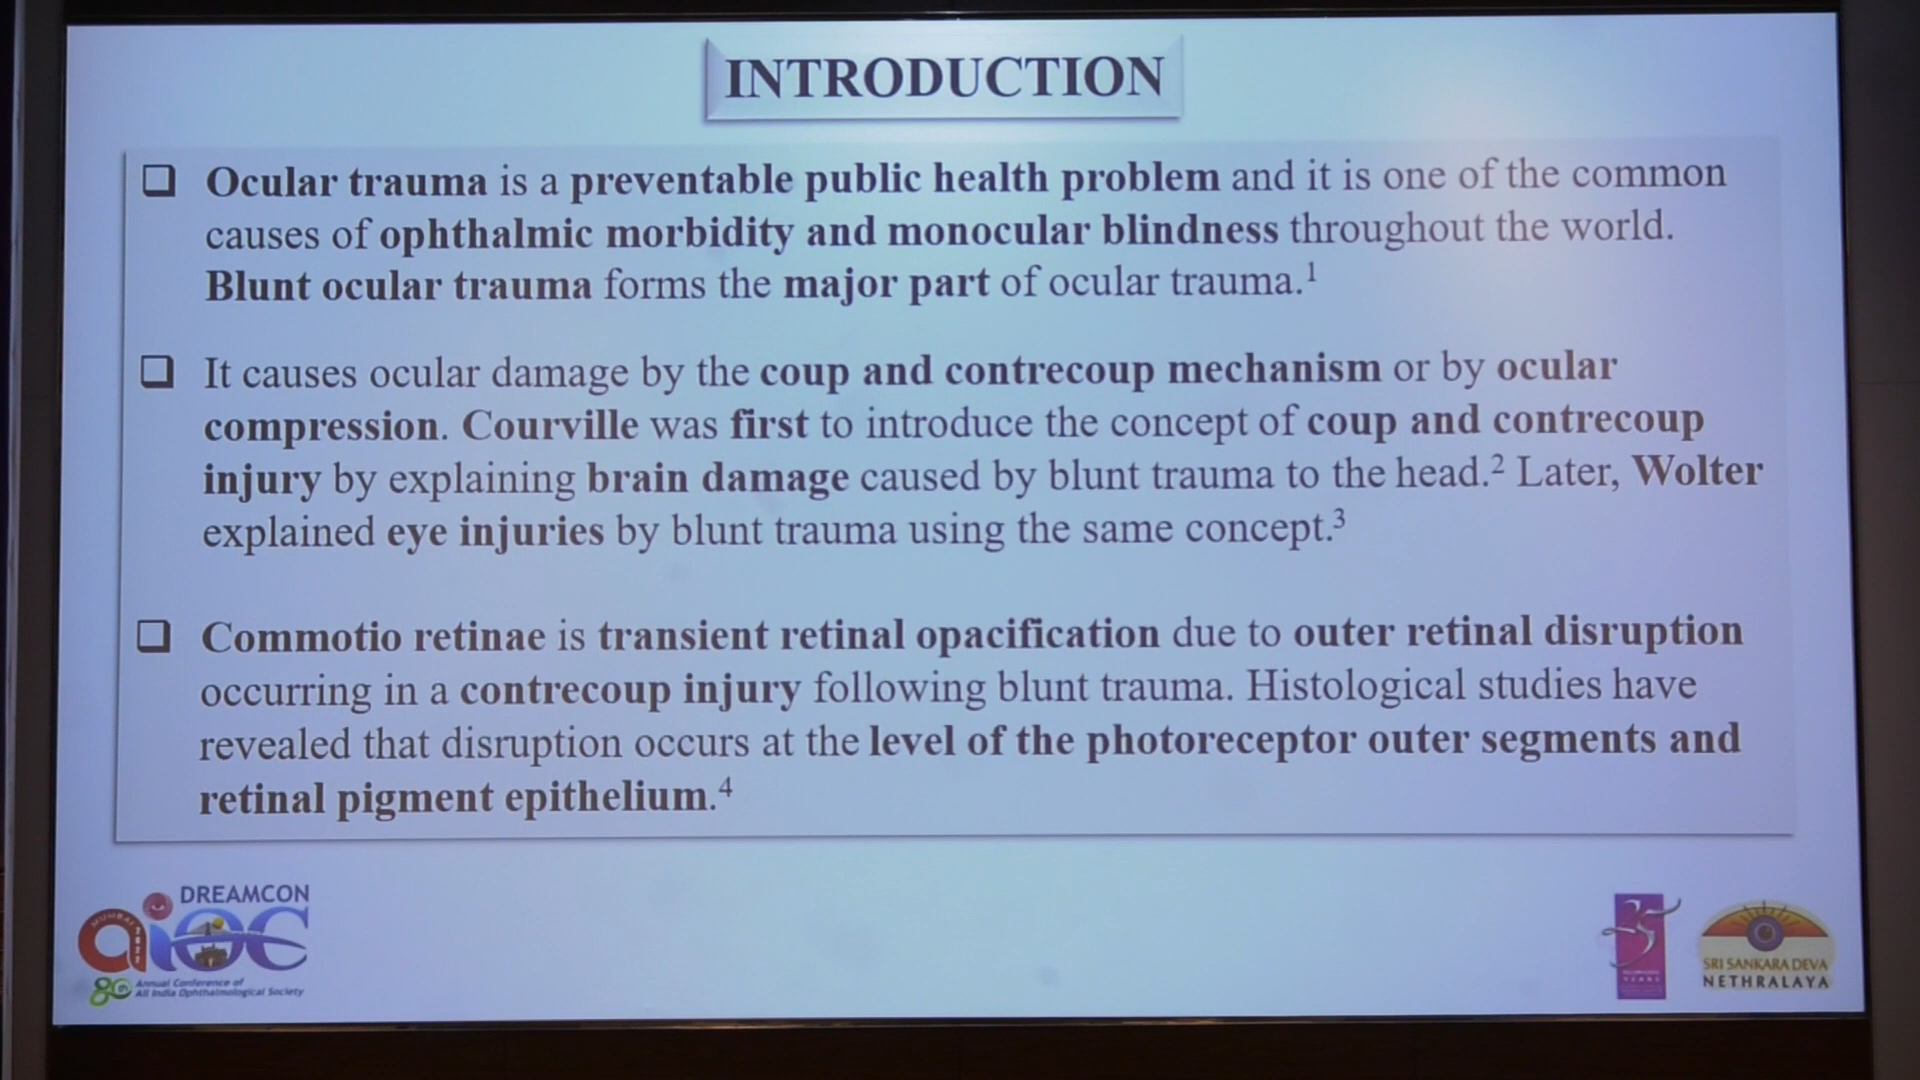 INTRODUCTION
❑ Ocular trauma is a preventable public health problem and it is one of the common
causes of ophthalmic morbidity and monocular blindness throughout the world.
Blunt ocular trauma forms the major part of ocular trauma.¹
❑ It causes ocular damage by the coup and contrecoup mechanism or by ocular
compression. Courville was first to introduce the concept of coup and contrecoup
injury by explaining brain damage caused by blunt trauma to the head.² Later, Wolter
explained eye injuries by blunt trauma using the same concept.³
❑ Commotio retinae is transient retinal opacification due to outer retinal disruption
occurring in a contrecoup injury following blunt trauma. Histological studies have
revealed that disruption occurs at the level of the photoreceptor outer segments and
retinal pigment epithelium.⁴
DREAMCON
MUMBAI
aioc
80 Annual Conference of
All India Ophthalmological Society
25
YEARS
SRI SANKARADEVA
NETHRALAYA